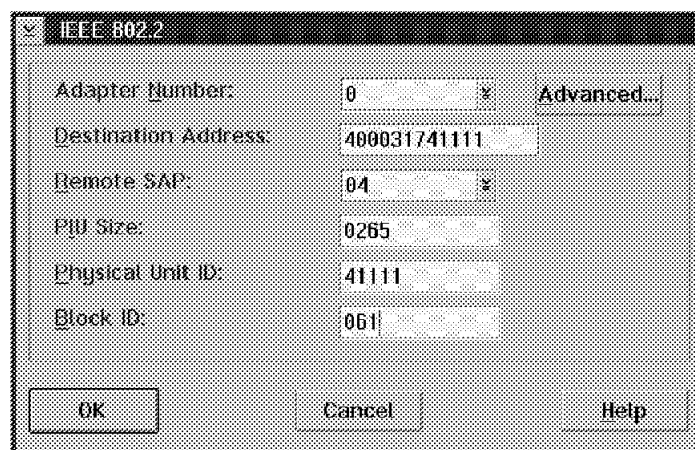 IEEE 802.2
Adapter Number: 0 Advanced...
Destination Address: 400031741111
Remote SAP: 04
PIU Size: 0265
Physical Unit ID: 41111
Block ID: 061
OK Cancel Help